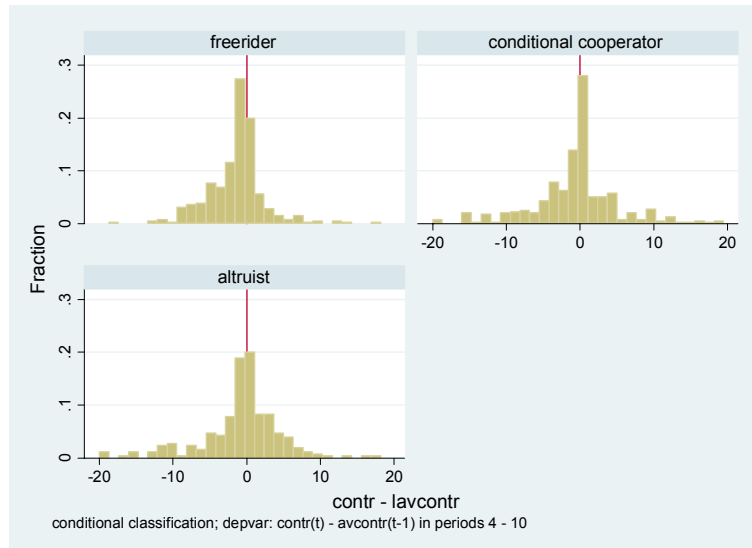 freerider
conditional cooperator
.3
.2
.1
0
-20 -10 0 10 20
altruist
.3
.2
.1
0
-20 -10 0 10 20
Fraction
contr - lavcontr
conditional classification; depvar: contr(t) - avcontr(t-1) in periods 4 - 10